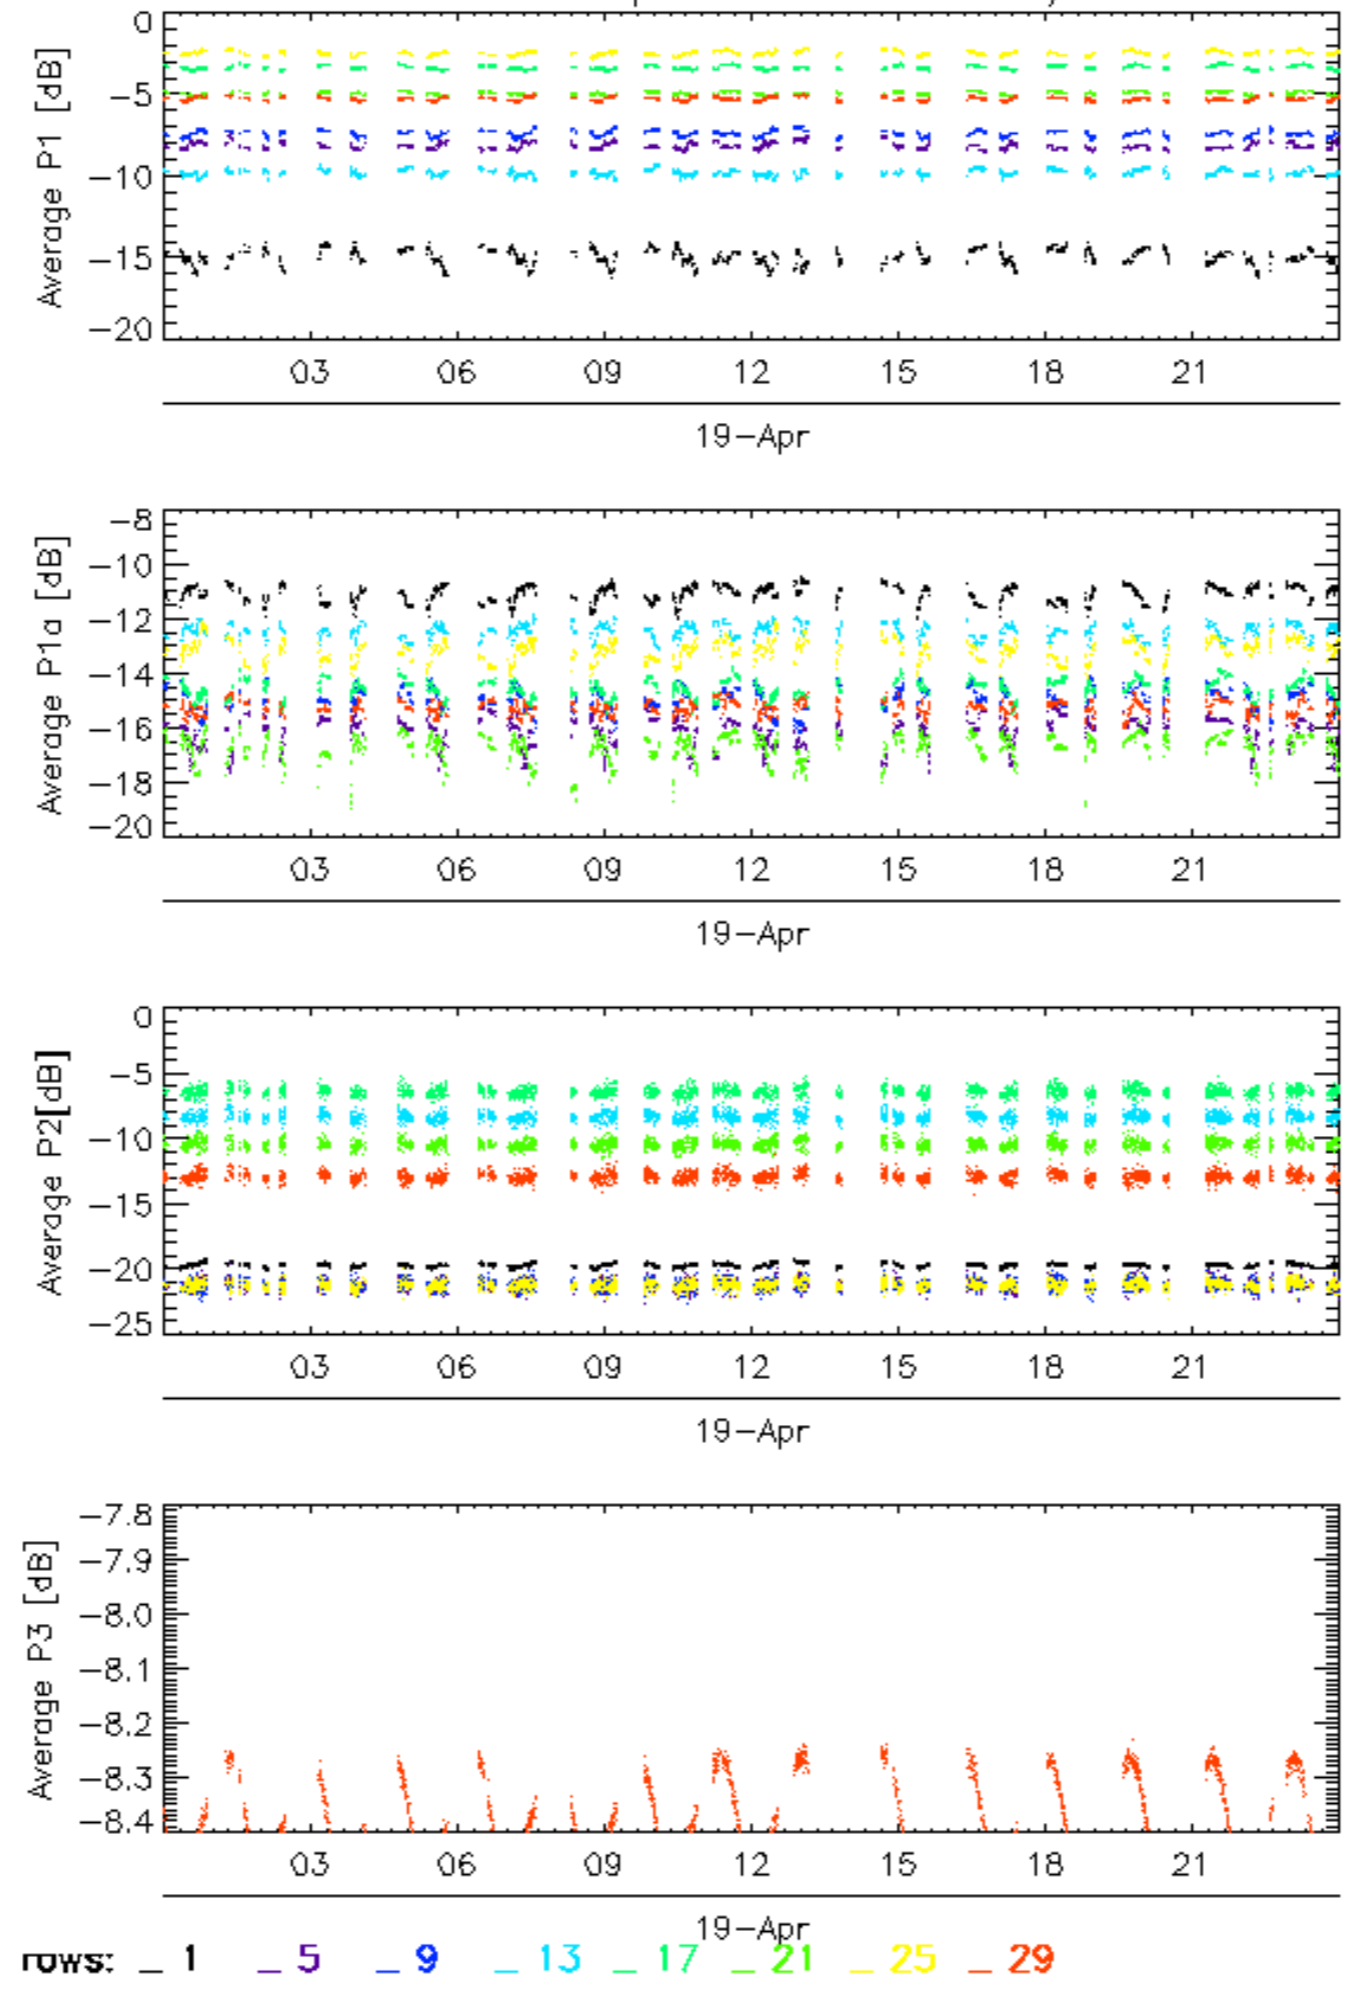 Average P1 [dB]
0
−5
−10
−15
−20
03 06 09 12 15 18 21
19−Apr
Average P1a [dB]
−8
−10
−12
−14
−16
−18
−20
03 06 09 12 15 18 21
19−Apr
Average P2[dB]
0
−5
−10
−15
−20
−25
03 06 09 12 15 18 21
19−Apr
Average P3 [dB]
−7.8
−7.9
−8.0
−8.1
−8.2
−8.3
−8.4
03 06 09 12 15 18 21
19−Apr
rows: _ 1 _ 5 _ 9 _ 13 _ 17 _ 21 _ 25 _ 29